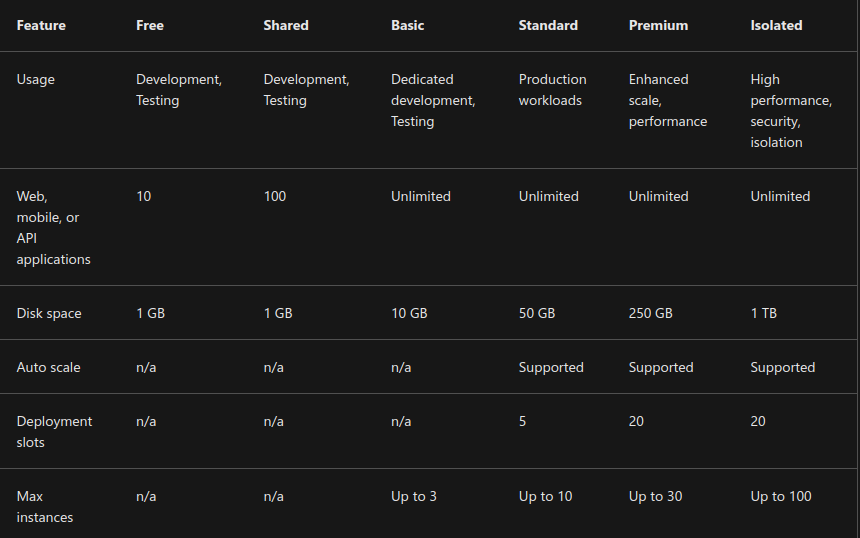 Feature Free Shared Basic Standard Premium Isolated
Usage Development, Development, Dedicated Production Enhanced High
Testing Testing development, workloads scale, performance,
Testing performance security,
isolation
Web, 10 100 Unlimited Unlimited Unlimited Unlimited
mobile, or
API
applications
Disk space 1 GB 1 GB 10 GB 50 GB 250 GB 1 TB
Auto scale n/a n/a n/a Supported Supported Supported
Deployment n/a n/a n/a 5 20 20
slots
Max n/a n/a Up to 3 Up to 10 Up to 30 Up to 100
instances